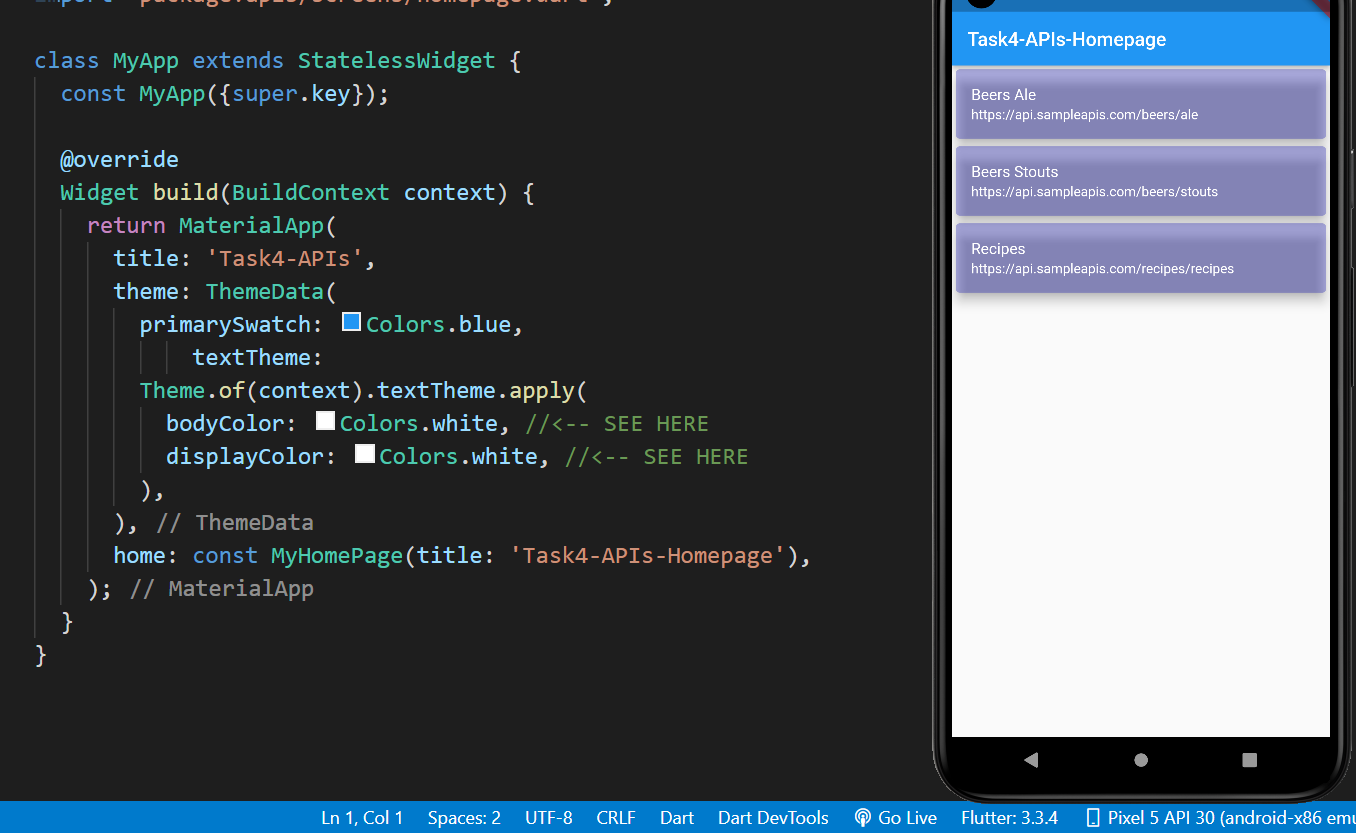 class MyApp extends StatelessWidget {
const MyApp({super.key});
@override
Widget build(BuildContext context) {
return MaterialApp(
title: 'Task4-APIs',
theme: ThemeData(
primarySwatch: Colors.blue,
textTheme:
Theme.of(context).textTheme.apply(
bodyColor: Colors.white, //<-- SEE HERE
displayColor: Colors.white, //<-- SEE HERE
),
), // ThemeData
home: const MyHomePage(title: 'Task4-APIs-Homepage'),
); // MaterialApp
}
}
Task4-APIs-Homepage
Beers Ale
https://api.sampleapis.com/beers/ale
Beers Stouts
https://api.sampleapis.com/beers/stouts
Recipes
https://api.sampleapis.com/recipes/recipes
Ln 1, Col 1 Spaces: 2 UTF-8 CRLF Dart Dart DevTools Go Live Flutter: 3.3.4 Pixel 5 API 30 (android-x86 emu